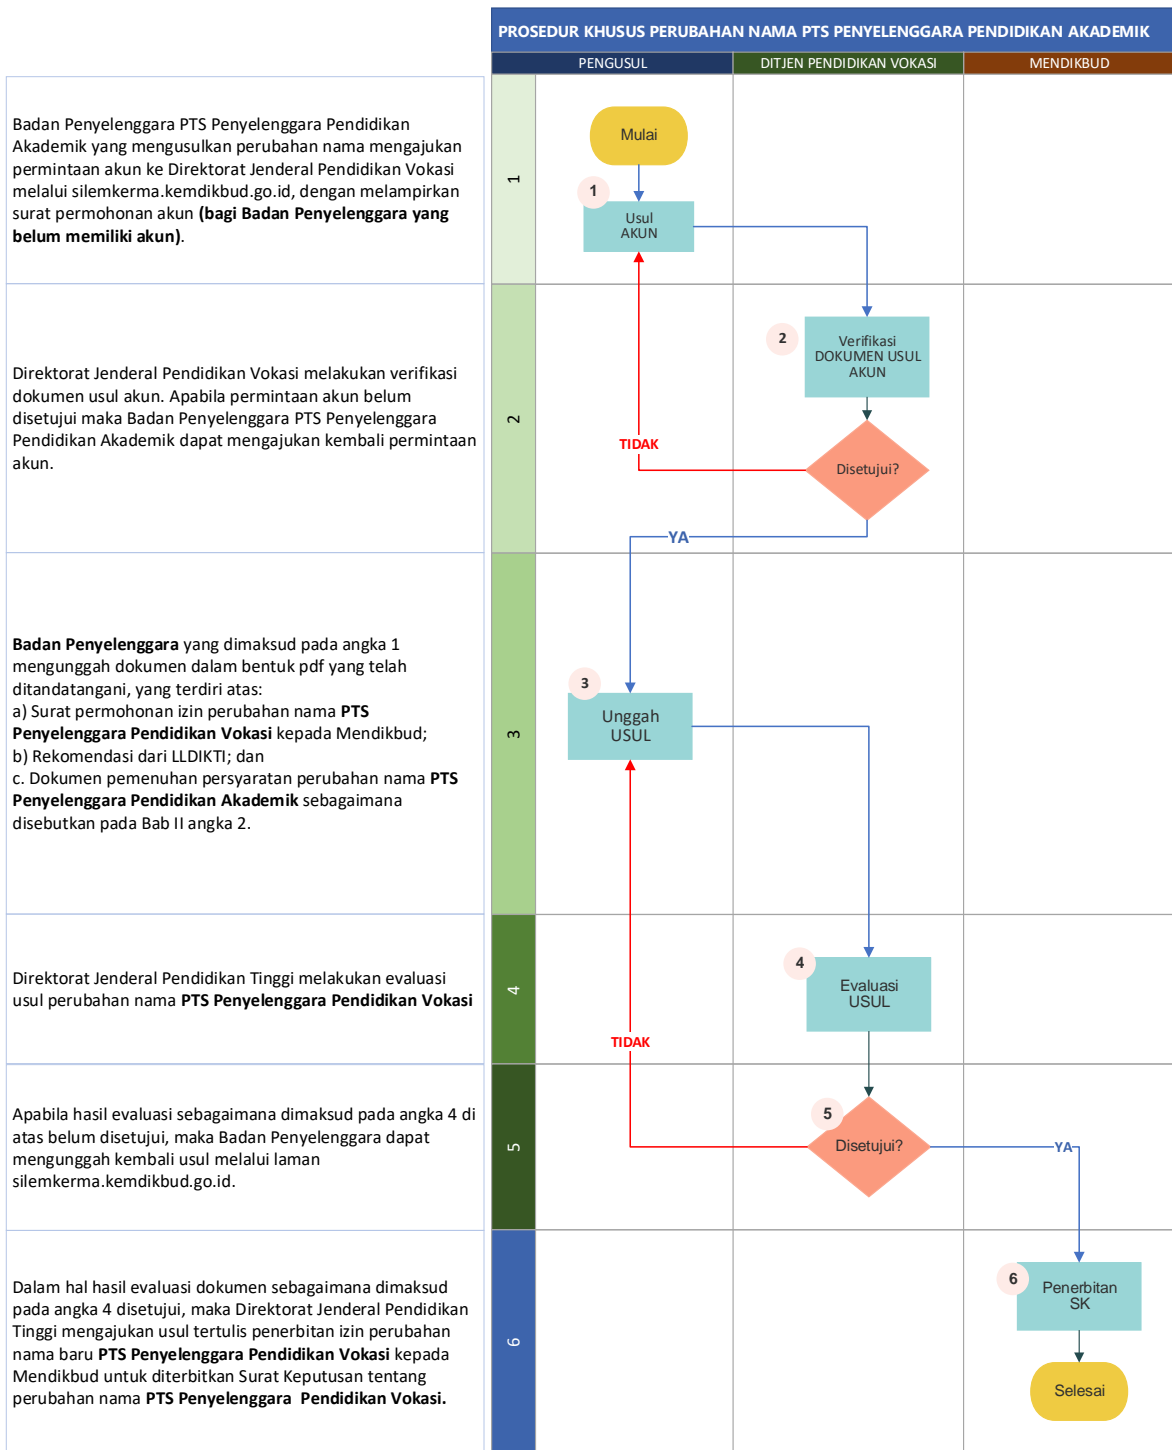 PROSEDUR KHUSUS PERUBAHAN NAMA PTS PENYELENGGARA PENDIDIKAN AKADEMIK
PENGUSUL
DITJEN PENDIDIKAN VOKASI
MENDIKBUD
Badan Penyelenggara PTS Penyelenggara Pendidikan
Akademik yang mengusulkan perubahan nama mengajukan
permintaan akun ke Direktorat Jenderal Pendidikan Vokasi
melalui silemkerma.kemdikbud.go.id, dengan melampirkan
surat permohonan akun (bagi Badan Penyelenggara yang
belum memiliki akun).
1
Mulai
1
Usul
AKUN
Direktorat Jenderal Pendidikan Vokasi melakukan verifikasi
dokumen usul akun. Apabila permintaan akun belum
disetujui maka Badan Penyelenggara PTS Penyelenggara
Pendidikan Akademik dapat mengajukan kembali permintaan
akun.
2
2
Verifikasi
DOKUMEN USUL
AKUN
TIDAK
Disetujui?
YA
Badan Penyelenggara yang dimaksud pada angka 1
mengunggah dokumen dalam bentuk pdf yang telah
ditandatangani, yang terdiri atas:
a) Surat permohonan izin perubahan nama PTS
Penyelenggara Pendidikan Vokasi kepada Mendikbud;
b) Rekomendasi dari LLDIKTI; dan
c. Dokumen pemenuhan persyaratan perubahan nama PTS
Penyelenggara Pendidikan Akademik sebagaimana
disebutkan pada Bab II angka 2.
3
3
Unggah
USUL
Direktorat Jenderal Pendidikan Tinggi melakukan evaluasi
usul perubahan nama PTS Penyelenggara Pendidikan Vokasi
4
4
Evaluasi
USUL
TIDAK
Apabila hasil evaluasi sebagaimana dimaksud pada angka 4 di
atas belum disetujui, maka Badan Penyelenggara dapat
mengunggah kembali usul melalui laman
silemkerma.kemdikbud.go.id.
5
5
Disetujui?
YA
Dalam hal hasil evaluasi dokumen sebagaimana dimaksud
pada angka 4 disetujui, maka Direktorat Jenderal Pendidikan
Tinggi mengajukan usul tertulis penerbitan izin perubahan
nama baru PTS Penyelenggara Pendidikan Vokasi kepada
Mendikbud untuk diterbitkan Surat Keputusan tentang
perubahan nama PTS Penyelenggara Pendidikan Vokasi.
6
6
Penerbitan
SK
Selesai